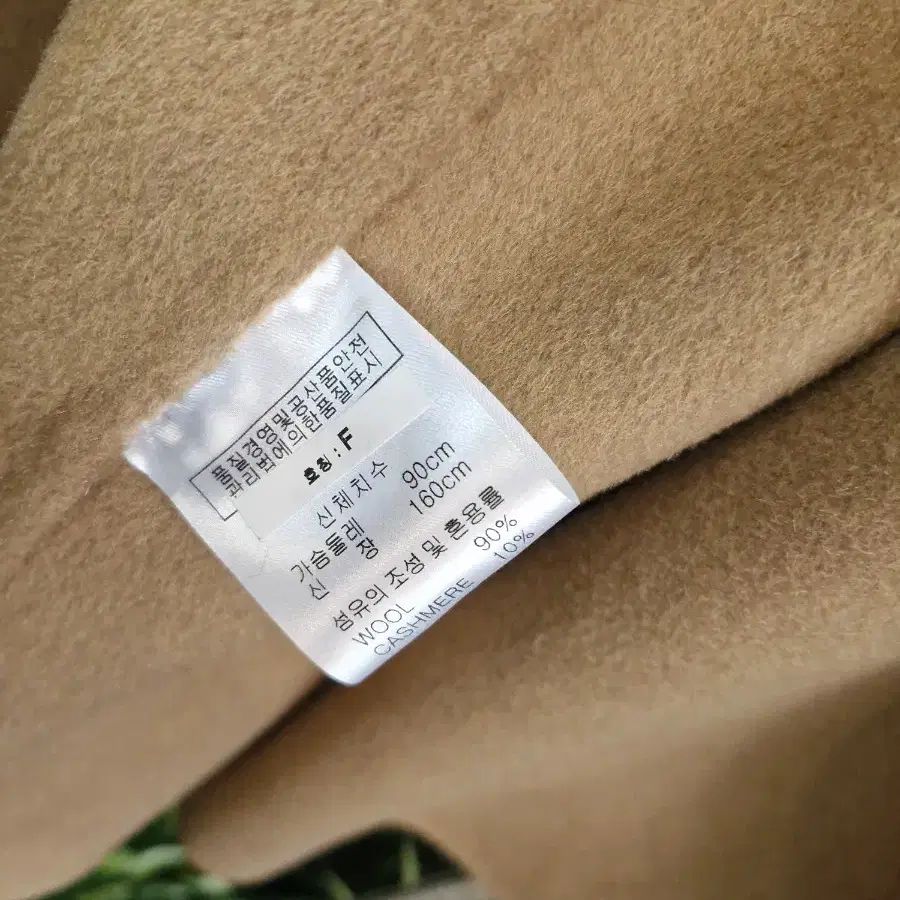 품질경영및공산품안전
관리법에의한품질표시
호칭 : F
신체치수
가슴둘레 90cm
신 장 160cm
섬유의 조성 및 혼용률
WOOL 90%
CASHMERE 10%